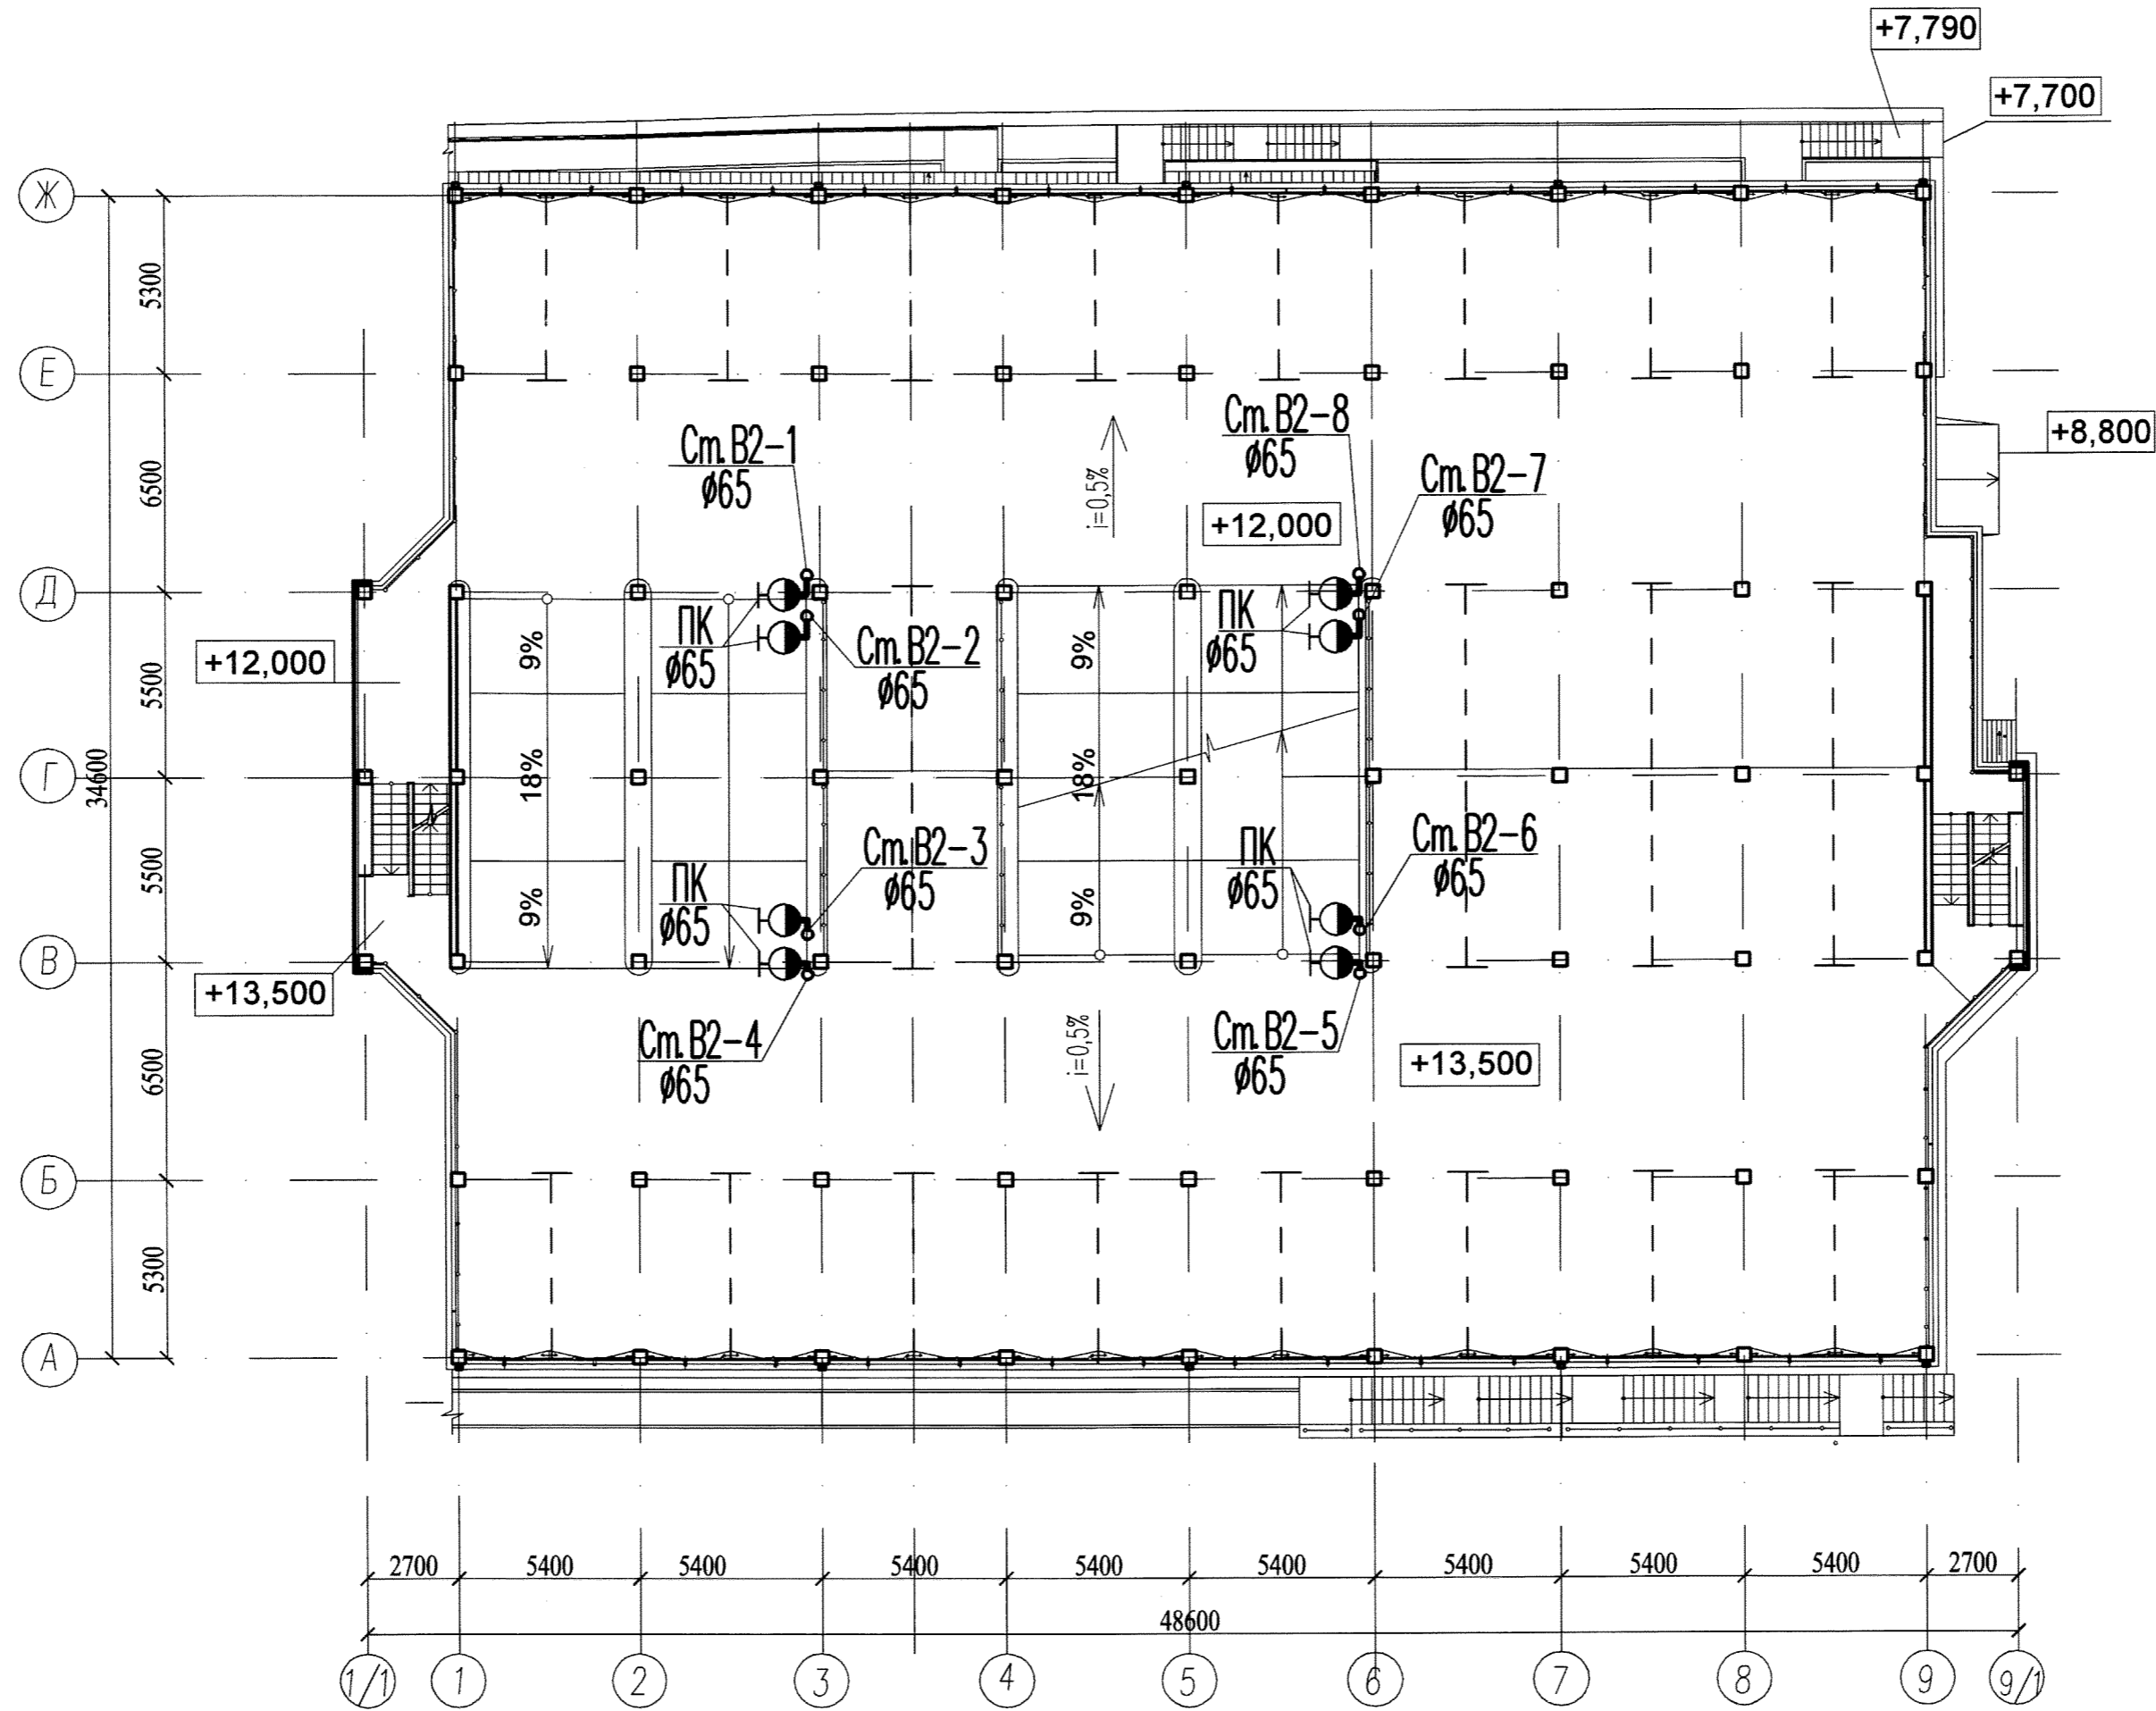 +7,790
+7,700
Ж
5300
Е
Ст.В2-8
ø65
+8,800
Ст.В2-1
ø65
Ст.В2-7
ø65
6500
i=0,5%
+12,000
Д
ПК
ø65
ПК
ø65
9%
9%
Ст.В2-2
ø65
+12,000
5500
34600
Г
18%
18%
Ст.В2-6
ø65
Ст.В2-3
ø65
ПК
ø65
ПК
ø65
5500
9%
9%
В
+13,500
Ст.В2-5
ø65
Ст.В2-4
ø65
i=0,5%
+13,500
6500
Б
5300
А
2700 5400 5400 5400 5400 5400 5400 5400 5400 2700
48600
1/1 1 2 3 4 5 6 7 8 9 9/1